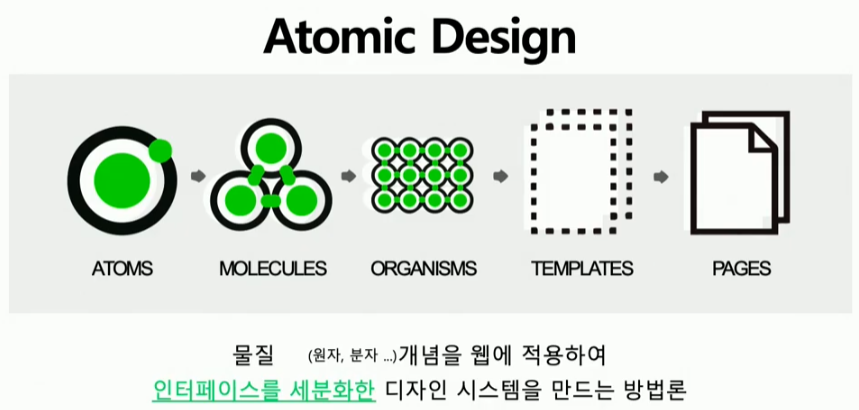 Atomic Design
ATOMS MOLECULES ORGANISMS TEMPLATES PAGES
물질 (원자, 분자 ...)개념을 웹에 적용하여
인터페이스를 세분화한 디자인 시스템을 만드는 방법론